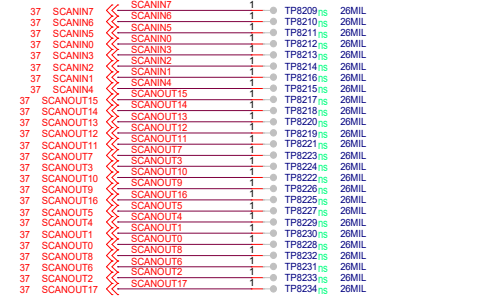 37 SCANIN7 SCANIN7 1 TP8209 ns 26MIL
37 SCANIN6 SCANIN6 1 TP8210 ns 26MIL
37 SCANIN5 SCANIN5 1 TP8211 ns 26MIL
37 SCANIN0 SCANIN0 1 TP8212 ns 26MIL
37 SCANIN3 SCANIN3 1 TP8213 ns 26MIL
37 SCANIN2 SCANIN2 1 TP8214 ns 26MIL
37 SCANIN1 SCANIN1 1 TP8216 ns 26MIL
37 SCANIN4 SCANIN4 1 TP8215 ns 26MIL
37 SCANOUT15 SCANOUT15 1 TP8217 ns 26MIL
37 SCANOUT14 SCANOUT14 1 TP8218 ns 26MIL
37 SCANOUT13 SCANOUT13 1 TP8220 ns 26MIL
37 SCANOUT12 SCANOUT12 1 TP8219 ns 26MIL
37 SCANOUT11 SCANOUT11 1 TP8221 ns 26MIL
37 SCANOUT7 SCANOUT7 1 TP8223 ns 26MIL
37 SCANOUT3 SCANOUT3 1 TP8224 ns 26MIL
37 SCANOUT10 SCANOUT10 1 TP8222 ns 26MIL
37 SCANOUT9 SCANOUT9 1 TP8226 ns 26MIL
37 SCANOUT16 SCANOUT16 1 TP8225 ns 26MIL
37 SCANOUT5 SCANOUT5 1 TP8227 ns 26MIL
37 SCANOUT4 SCANOUT4 1 TP8229 ns 26MIL
37 SCANOUT1 SCANOUT1 1 TP8230 ns 26MIL
37 SCANOUT0 SCANOUT0 1 TP8228 ns 26MIL
37 SCANOUT8 SCANOUT8 1 TP8232 ns 26MIL
37 SCANOUT6 SCANOUT6 1 TP8231 ns 26MIL
37 SCANOUT2 SCANOUT2 1 TP8233 ns 26MIL
37 SCANOUT17 SCANOUT17 1 TP8234 ns 26MIL